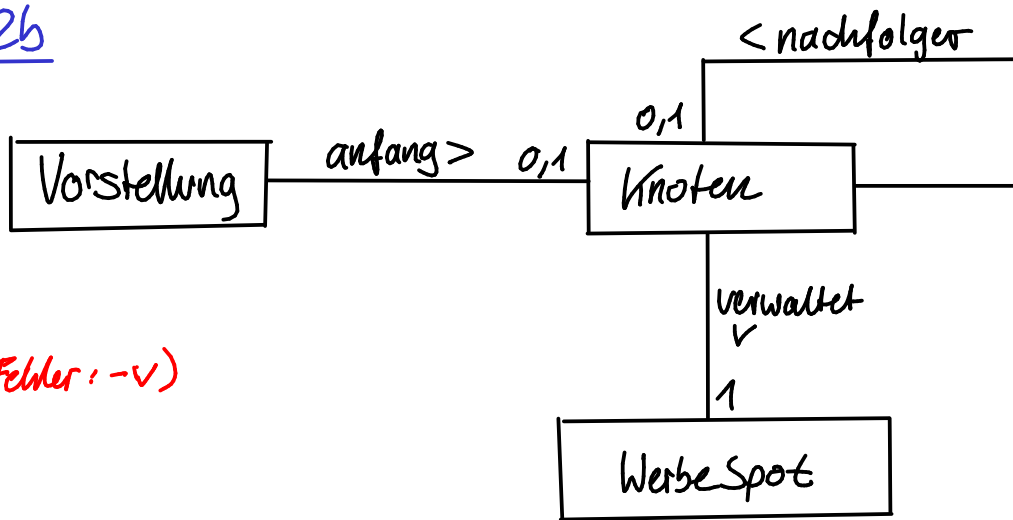 2b
< nachfolger
0,1
anfang >
0,1
Vorstellung
Knoten
verwaltet
v
1
Fehler: -v)
WerbeSpot